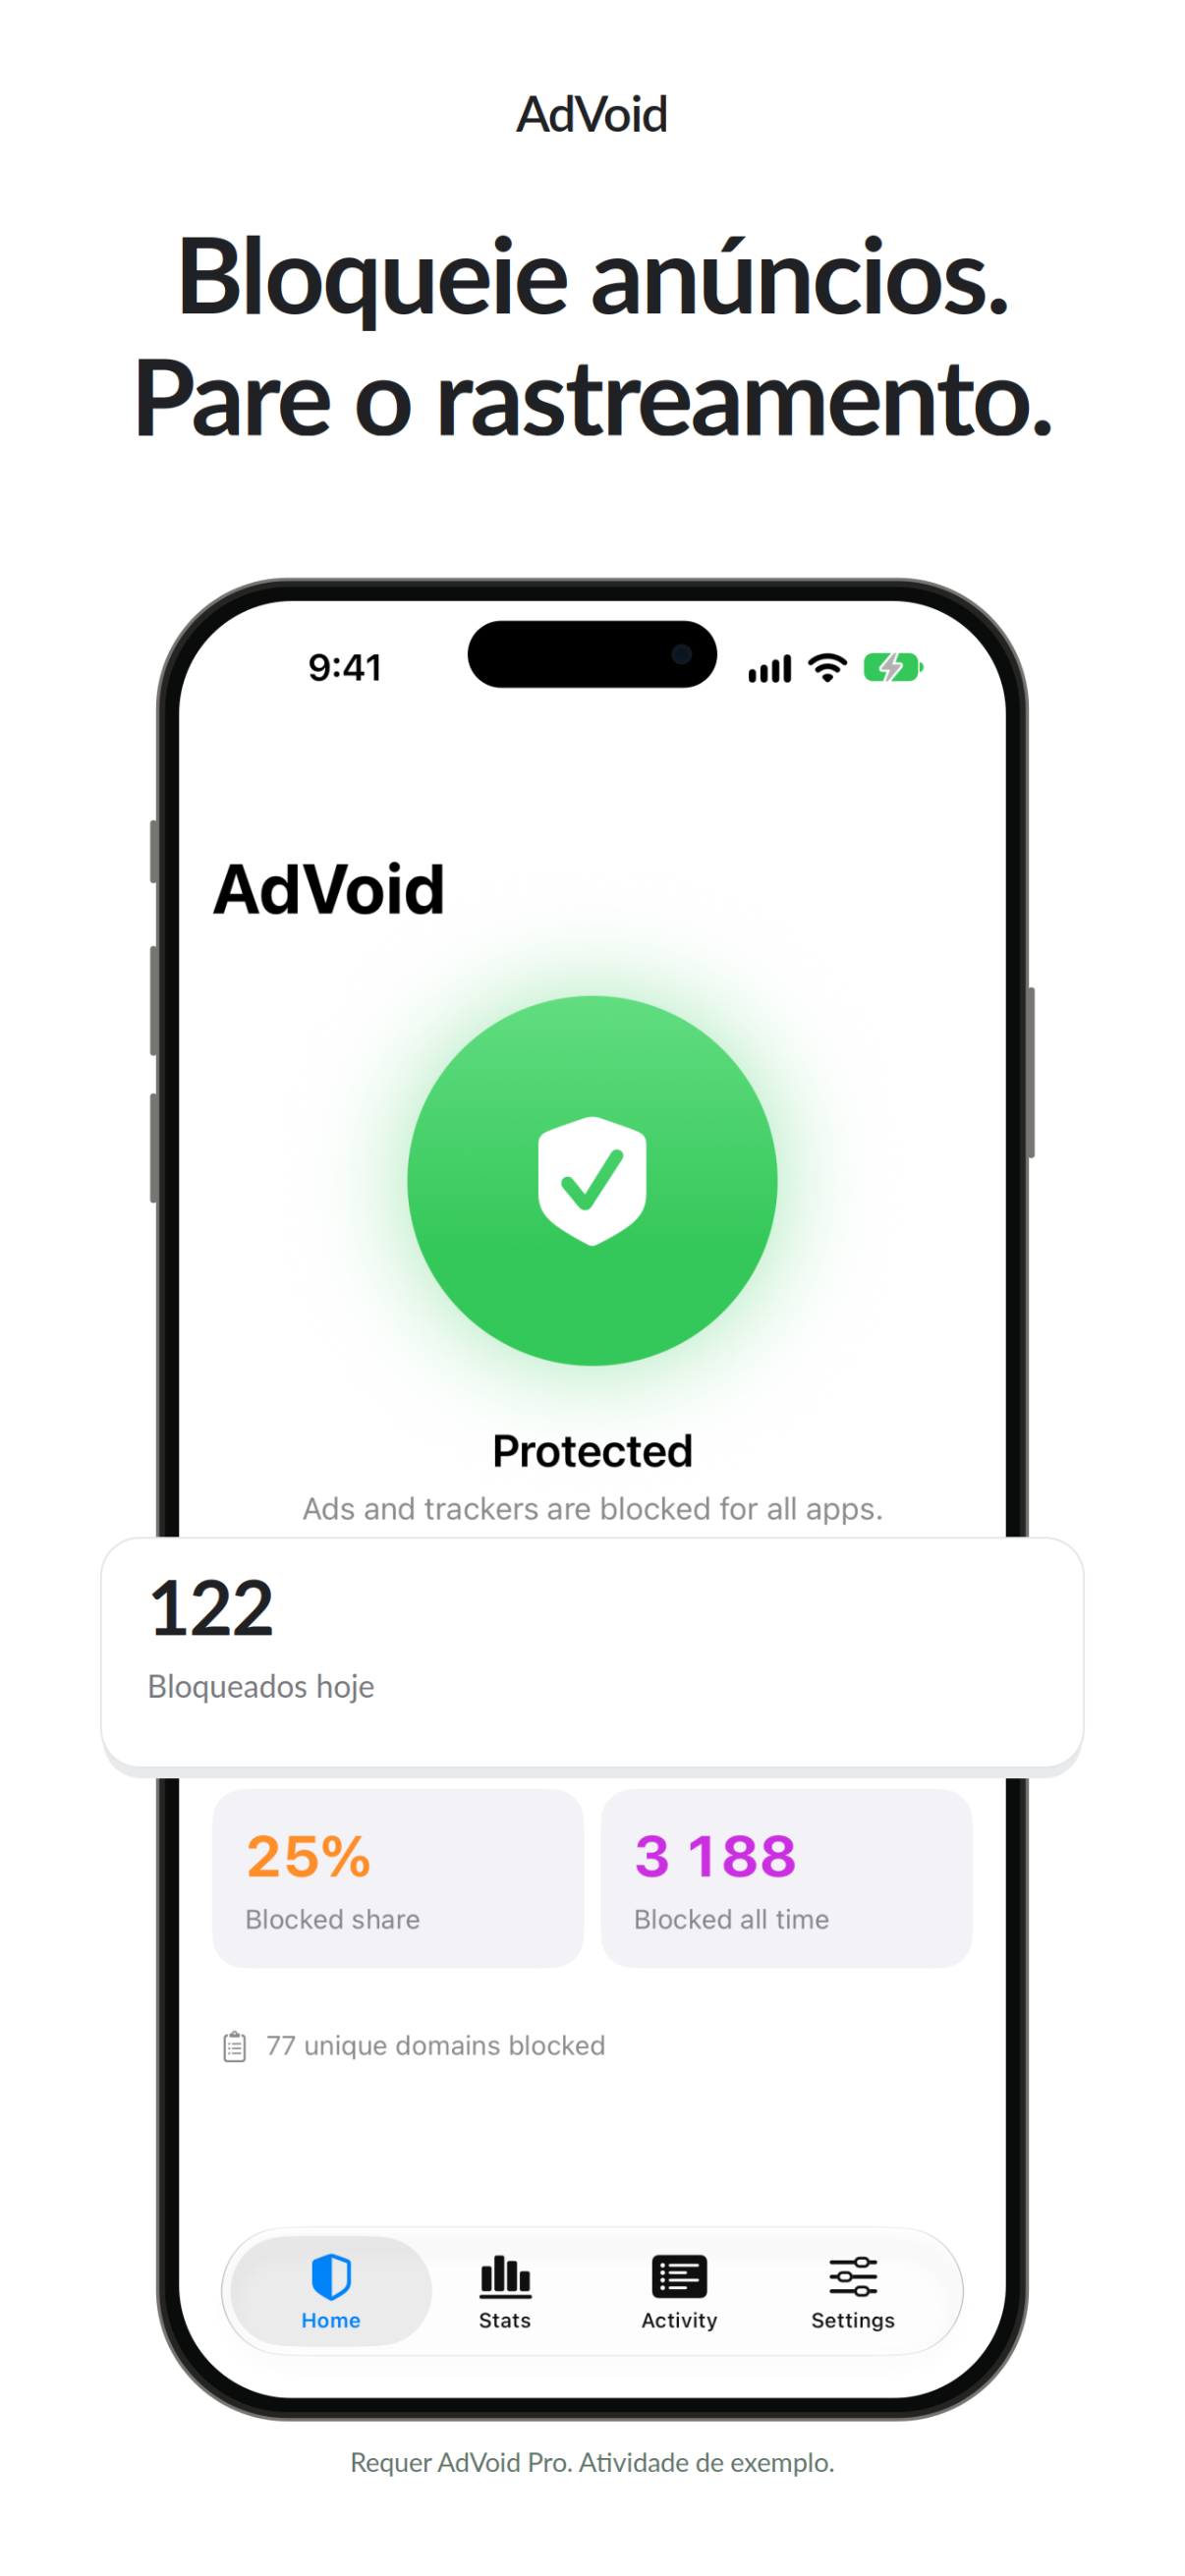 AdVoid
Bloqueie anúncios.
Pare o rastreamento.
9:41
AdVoid
Protected
Ads and trackers are blocked for all apps.
122
Bloqueados hoje
25%
Blocked share
3 188
Blocked all time
77 unique domains blocked
Home
Stats
Activity
Settings
Requer AdVoid Pro. Atividade de exemplo.